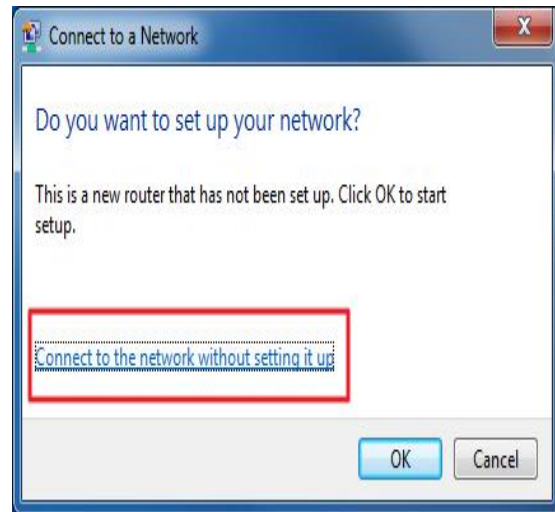 Connect to a Network
Do you want to set up your network?
This is a new router that has not been set up. Click OK to start
setup.
Connect to the network without setting it up
OK Cancel